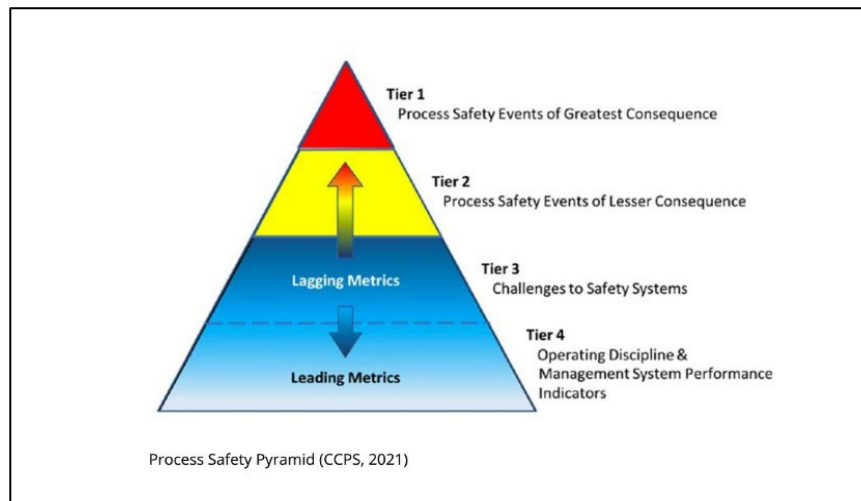 Tier 1
Process Safety Events of Greatest Consequence
Tier 2
Process Safety Events of Lesser Consequence
Lagging Metrics
Tier 3
Challenges to Safety Systems
Tier 4
Operating Discipline &
Management System Performance
Indicators
Leading Metrics
Process Safety Pyramid (CCPS, 2021)